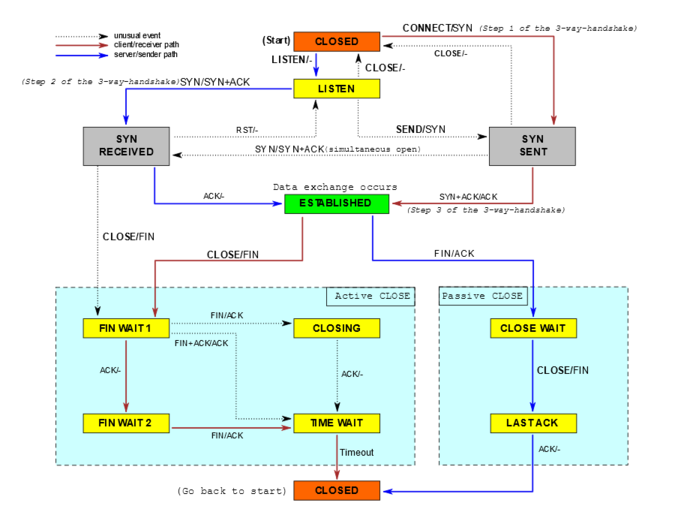 unusual event
client/receiver path
server/sender path
CONNECT/SYN (Step 1 of the 3-way-handshake)
(Start)
CLOSED
CLOSE/-
LISTEN/-
CLOSE/-
(Step 2 of the 3-way-handshake) SYN/SYN+ACK
LISTEN
RST/-
SEND/SYN
SYN
RECEIVED
SYN
SENT
SYN/SYN+ACK (simultaneous open)
Data exchange occurs
ACK/-
ESTABLISHED
SYN+ACK/ACK
(Step 3 of the 3-way-handshake)
CLOSE/FIN
CLOSE/FIN
FIN/ACK
Active CLOSE
Passive CLOSE
FIN/ACK
FIN WAIT 1
CLOSING
CLOSE WAIT
FIN+ACK/ACK
ACK/-
ACK/-
CLOSE/FIN
FIN WAIT 2
TIME WAIT
LAST ACK
FIN/ACK
Timeout
ACK/-
(Go back to start)
CLOSED